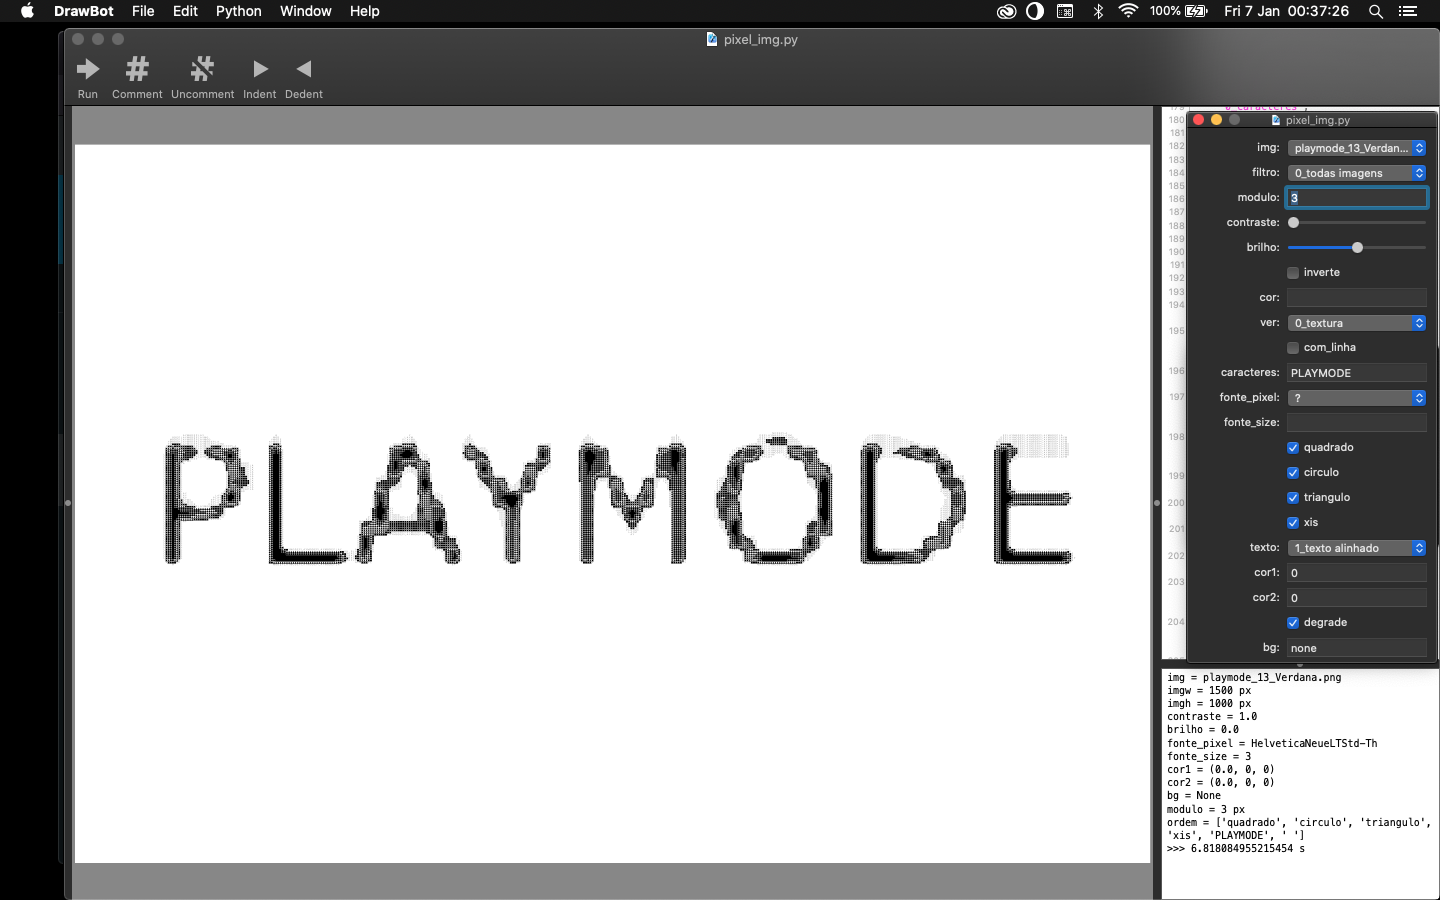 DrawBot File Edit Python Window Help 100% Fri 7 Jan 00:37:26
pixel_img.py
Run Comment Uncomment Indent Dedent
PLAYMODE
179
180
181
182
183
184
185
186
187
188
189
190
191
192
193
194
195
196
197
198
199
200
201
202
203
204
pixel_img.py
img: playmode_13_Verdan...
filtro: 0_todas imagens
modulo: 3
contraste:
brilho:
inverte
cor:
ver: 0_textura
com_linha
caracteres: PLAYMODE
fonte_pixel: ?
fonte_size:
quadrado
circulo
triangulo
xis
texto: 1_texto alinhado
cor1: 0
cor2: 0
degrade
bg: none
img = playmode_13_Verdana.png
imgw = 1500 px
imgh = 1000 px
contraste = 1.0
brilho = 0.0
fonte_pixel = HelveticaNeueLTStd-Th
fonte_size = 3
cor1 = (0.0, 0, 0)
cor2 = (0.0, 0, 0)
bg = None
modulo = 3 px
ordem = ['quadrado', 'circulo', 'triangulo',
'xis', 'PLAYMODE', ' ']
>>> 6.818084955215454 s